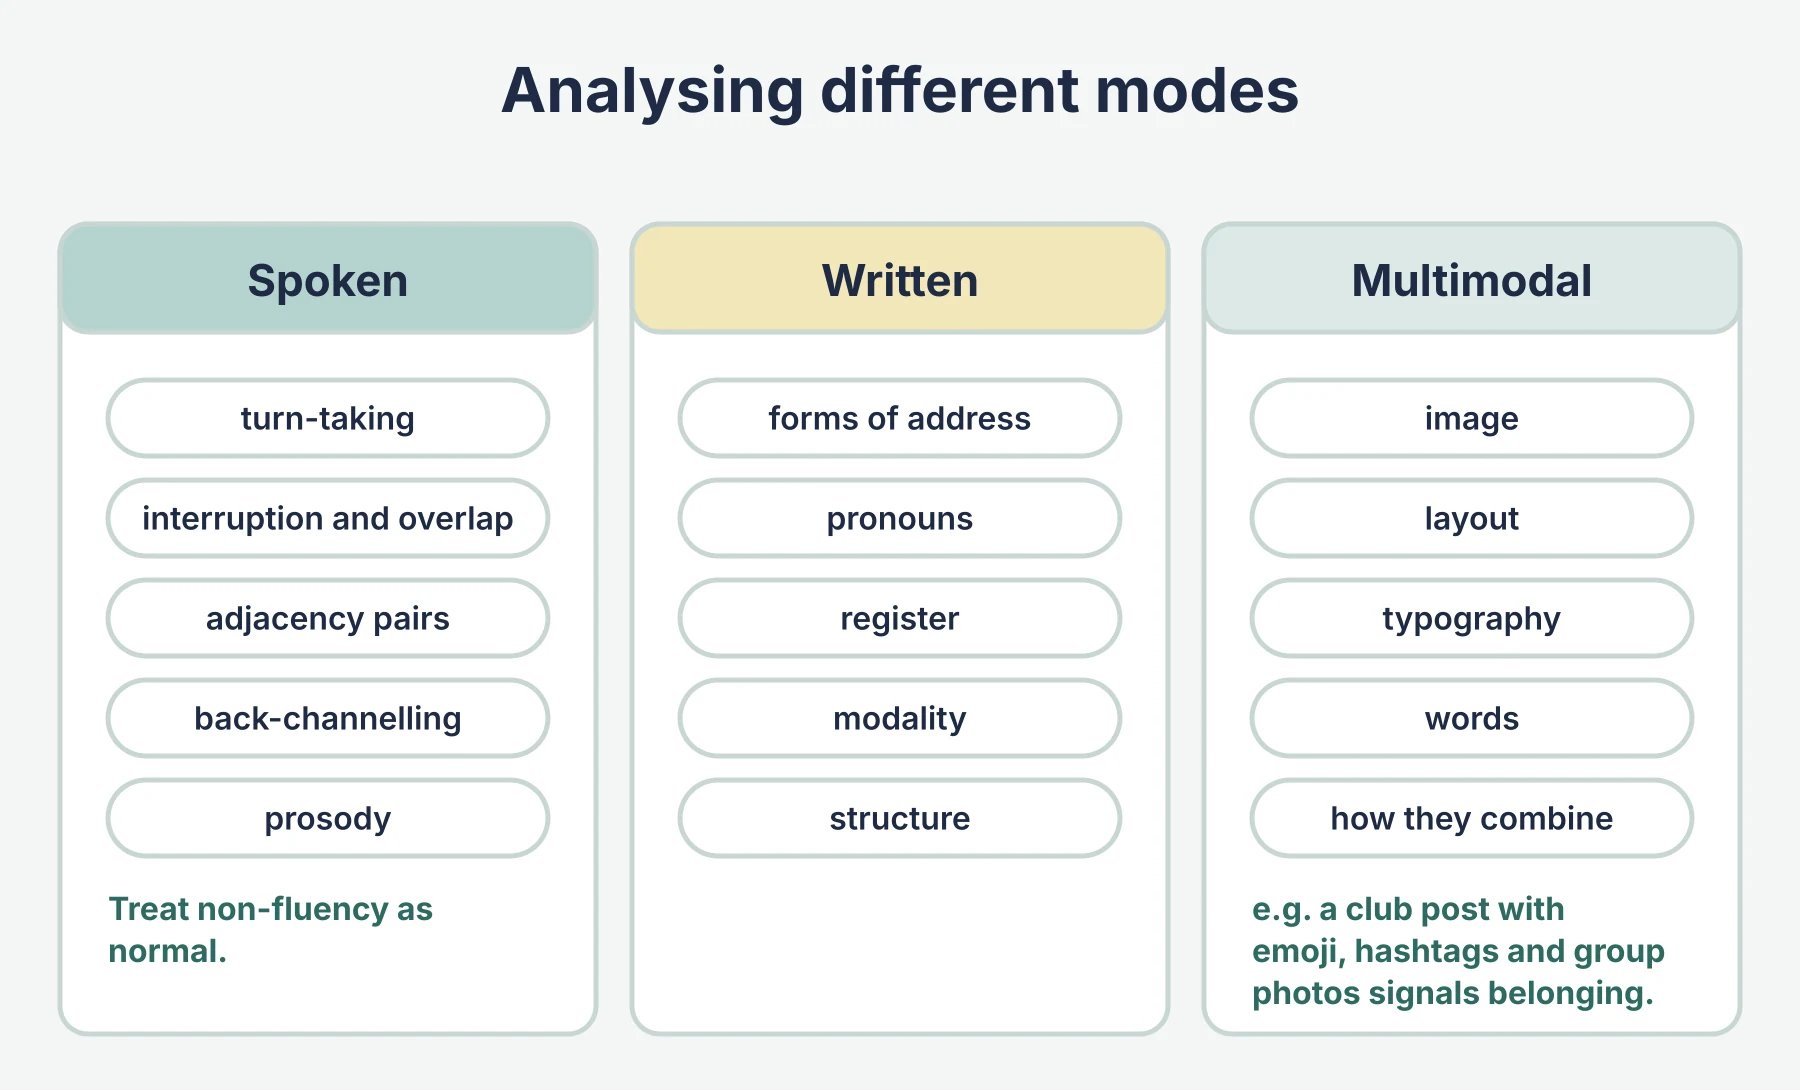 Analysing different modes
Spoken
turn-taking
interruption and overlap
adjacency pairs
back-channelling
prosody
Treat non-fluency as
normal.
Written
forms of address
pronouns
register
modality
structure
Multimodal
image
layout
typography
words
how they combine
e.g. a club post with
emoji, hashtags and group
photos signals belonging.